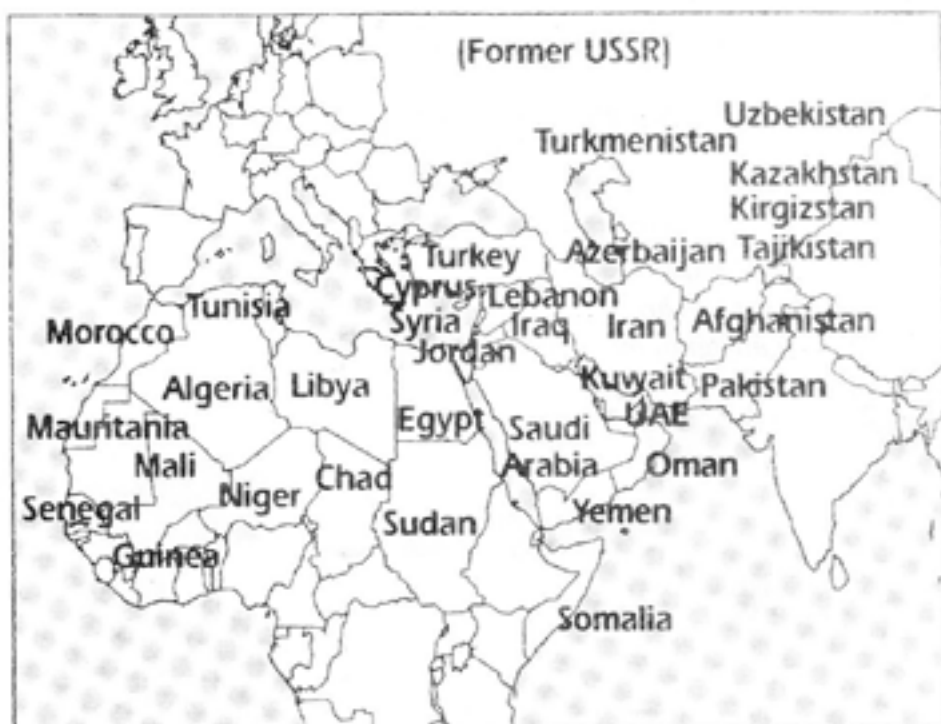 (Former USSR)
Uzbekistan
Turkmenistan
Kazakhstan
Kirgizstan
Turkey
Azerbaijan
Tajikistan
Cyprus
Lebanon
Tunisia
Morocco
Syria
Iraq
Iran
Afghanistan
Jordan
Algeria
Libya
Kuwait
Pakistan
Egypt
UAE
Mauritania
Saudi
Arabia
Mali
Oman
Niger
Chad
Senegal
Sudan
Yemen
Guinea
Somalia